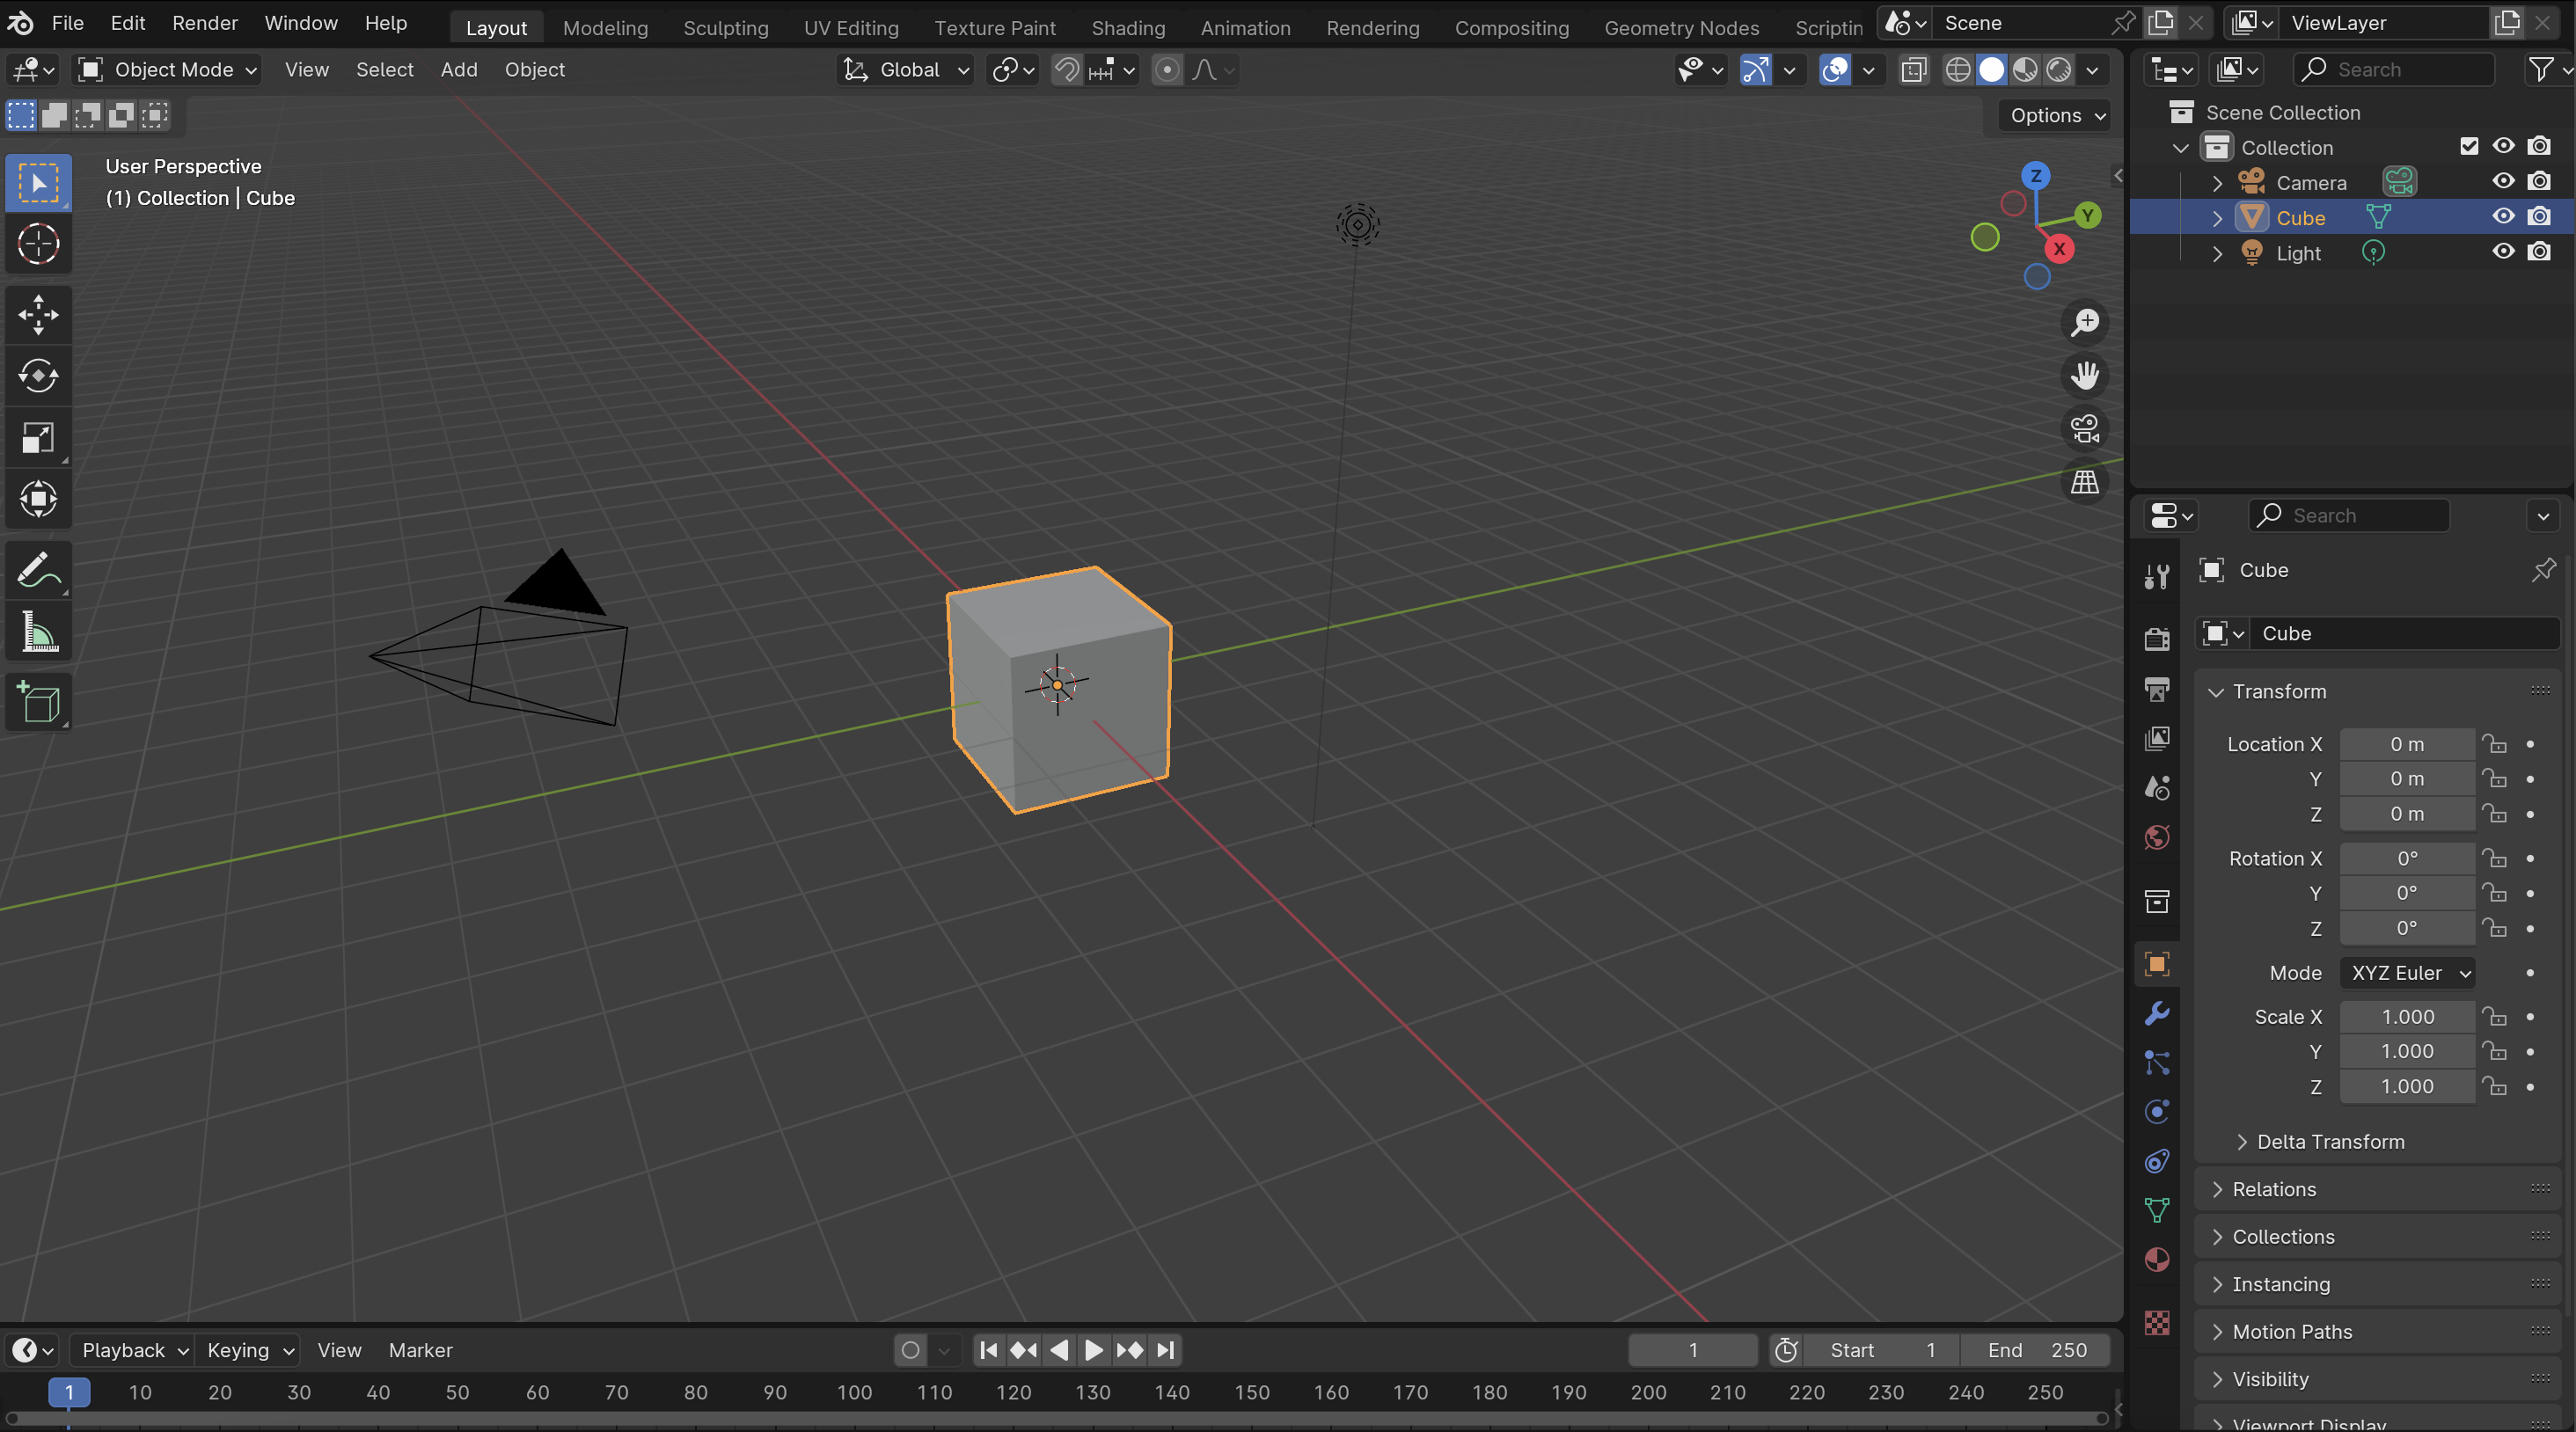 File Edit Render Window Help Layout Modeling Sculpting UV Editing Texture Paint Shading Animation Rendering Compositing Geometry Nodes Scriptin Scene ViewLayer
Object Mode View Select Add Object Global Search
Options
User Perspective
(1) Collection | Cube
Z
Y
X
Scene Collection
Collection
Camera
Cube
Light
Search
Cube
Cube
Transform
Location X 0 m
Y 0 m
Z 0 m
Rotation X 0°
Y 0°
Z 0°
Mode XYZ Euler
Scale X 1.000
Y 1.000
Z 1.000
Delta Transform
Relations
Collections
Instancing
Motion Paths
Visibility
Viewport Display
Playback Keying View Marker 1 Start 1 End 250
1 10 20 30 40 50 60 70 80 90 100 110 120 130 140 150 160 170 180 190 200 210 220 230 240 250